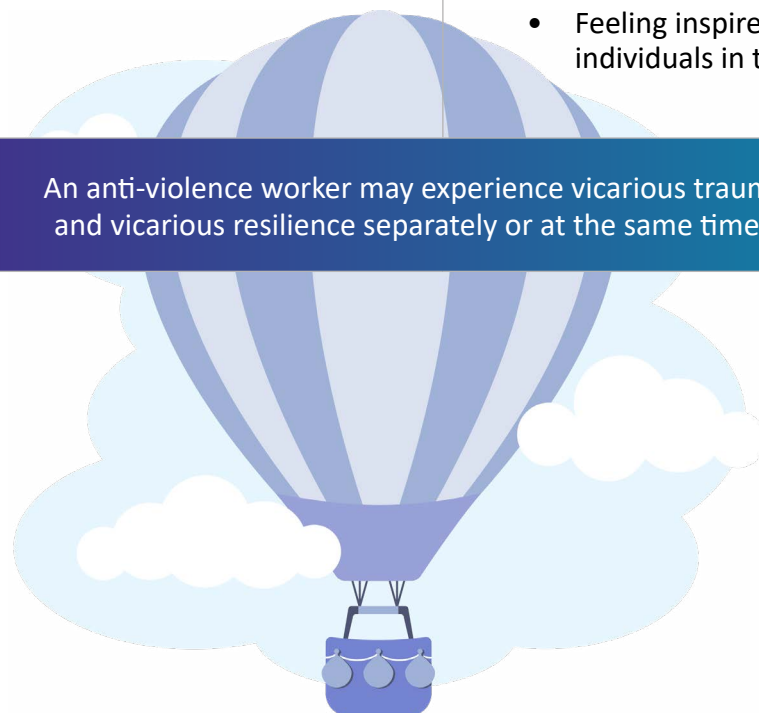 • Feeling inspire
individuals in t
An anti-violence worker may experience vicarious traum
and vicarious resilience separately or at the same time